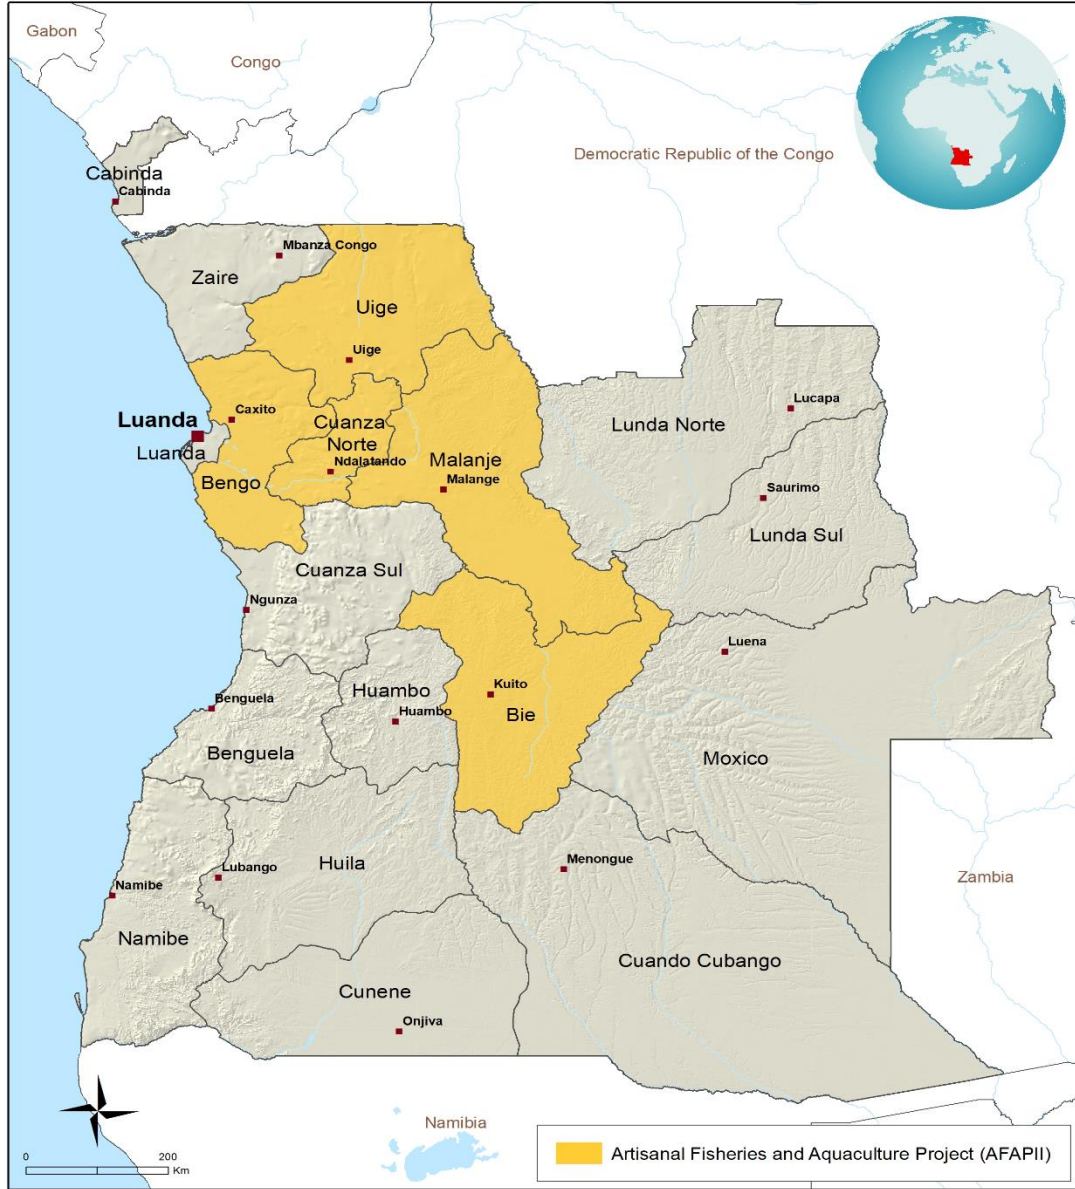 Gabon
Congo
Democratic Republic of the Congo
Cabinda
Cabinda
Mbanza Congo
Zaire
Uige
Uige
Lucapa
Caxito
Luanda
Cuanza
Norte
Lunda Norte
Luanda
Malanje
Ndalatando
Malange
Bengo
Saurimo
Lunda Sul
Cuanza Sul
Ngunza
Luena
Kuito
Huambo
Benguela
Huambo
Bie
Benguela
Moxico
Menongue
Huila
Lubango
Zambia
Namibe
Namibe
Cuando Cubango
Cunene
Onjiva
Namibia
Artisanal Fisheries and Aquaculture Project (AFAPII)
0 200
Km